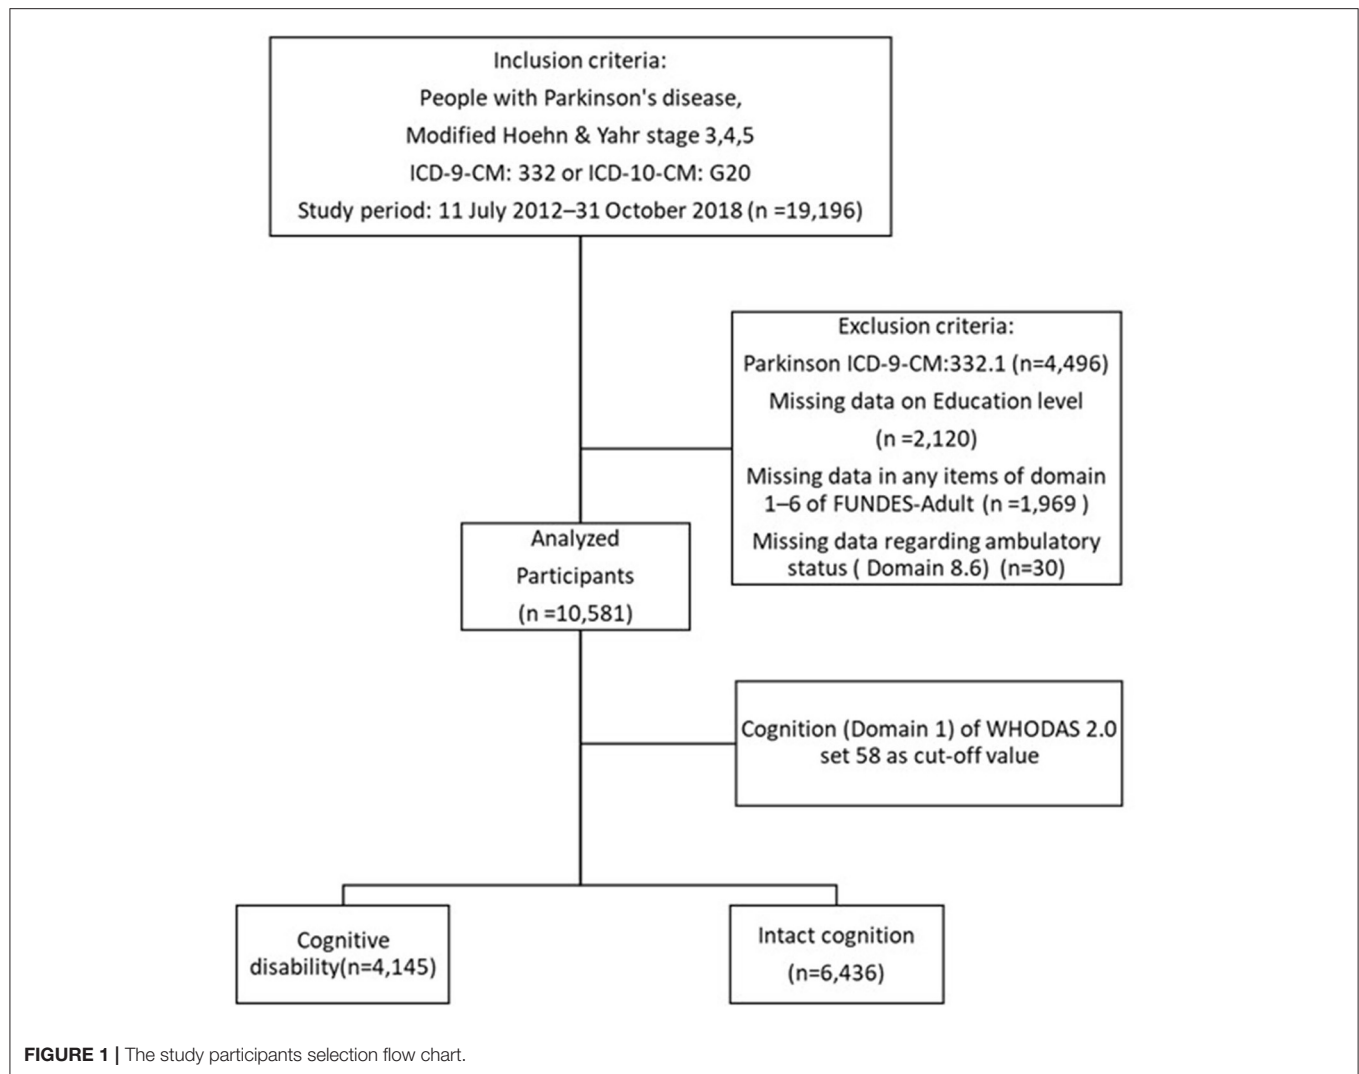 Inclusion criteria:
People with Parkinson's disease,
Modified Hoehn & Yahr stage 3,4,5
ICD-9-CM: 332 or ICD-10-CM: G20
Study period: 11 July 2012–31 October 2018 (n =19,196)
Exclusion criteria:
Parkinson ICD-9-CM:332.1 (n=4,496)
Missing data on Education level
(n =2,120)
Missing data in any items of domain
1–6 of FUNDES-Adult (n =1,969 )
Missing data regarding ambulatory
status ( Domain 8.6) (n=30)
Analyzed
Participants
(n =10,581)
Cognition (Domain 1) of WHODAS 2.0
set 58 as cut-off value
Cognitive
disability(n=4,145)
Intact cognition
(n=6,436)
FIGURE 1 | The study participants selection flow chart.